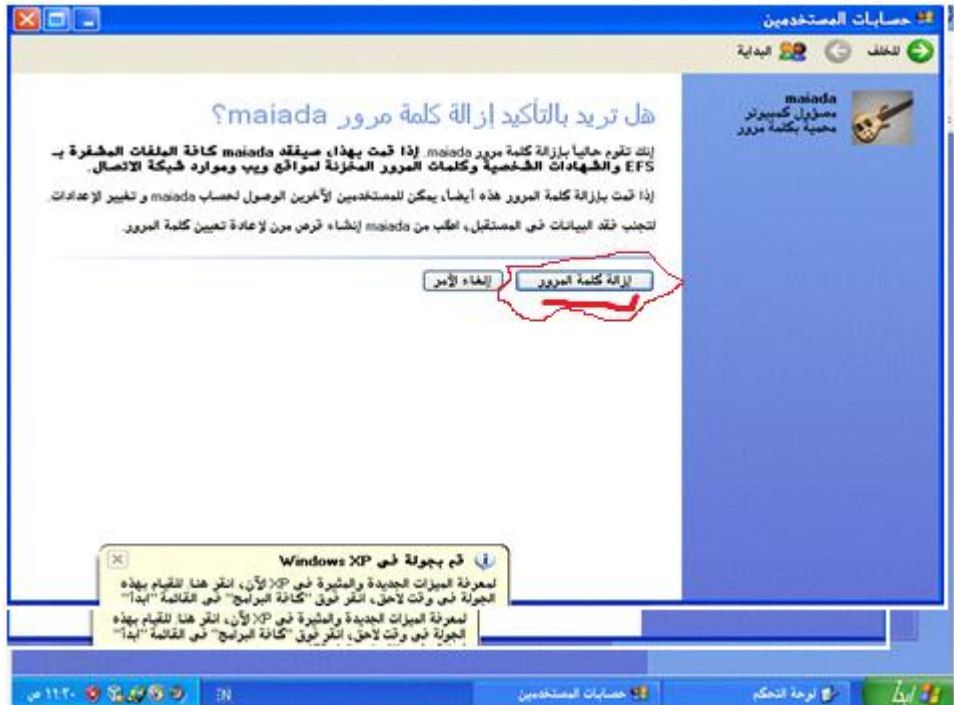 حسابات المستخدمين
للخلف
البداية
maiada
مسؤول كمبيوتر
محمية بكلمة مرور
هل تريد بالتأكيد إزالة كلمة مرور maiada؟
إنك تقوم حالياً بإزالة كلمة مرور maiada. إذا قمت بهذا، سيفقد maiada كافة الملفات المشفرة بـ
EFS والشهادات الشخصية وكلمات المرور المخزنة لمواقع ويب وموارد شبكة الاتصال.
إذا قمت بإزالة كلمة المرور هذه أيضاً، يمكن للمستخدمين الآخرين الوصول لحساب maiada و تغيير الإعدادات.
لتجنب فقد البيانات في المستقبل، اطلب من maiada إنشاء قرص مرن لإعادة تعيين كلمة المرور.
إزالة كلمة المرور
إلغاء الأمر
قم بجولة في Windows XP
لمعرفة الميزات الجديدة والمثيرة في XP الآن، انقر هنا. للقيام بهذه
الجولة في وقت لاحق، انقر فوق "كافة البرامج" في القائمة "ابدأ"
لمعرفة الميزات الجديدة والمثيرة في XP الآن، انقر هنا. للقيام بهذه
الجولة في وقت لاحق، انقر فوق "كافة البرامج" في القائمة "ابدأ"
ابدأ
لوحة التحكم
حسابات المستخدمين
EN
١١:٣٠ ص